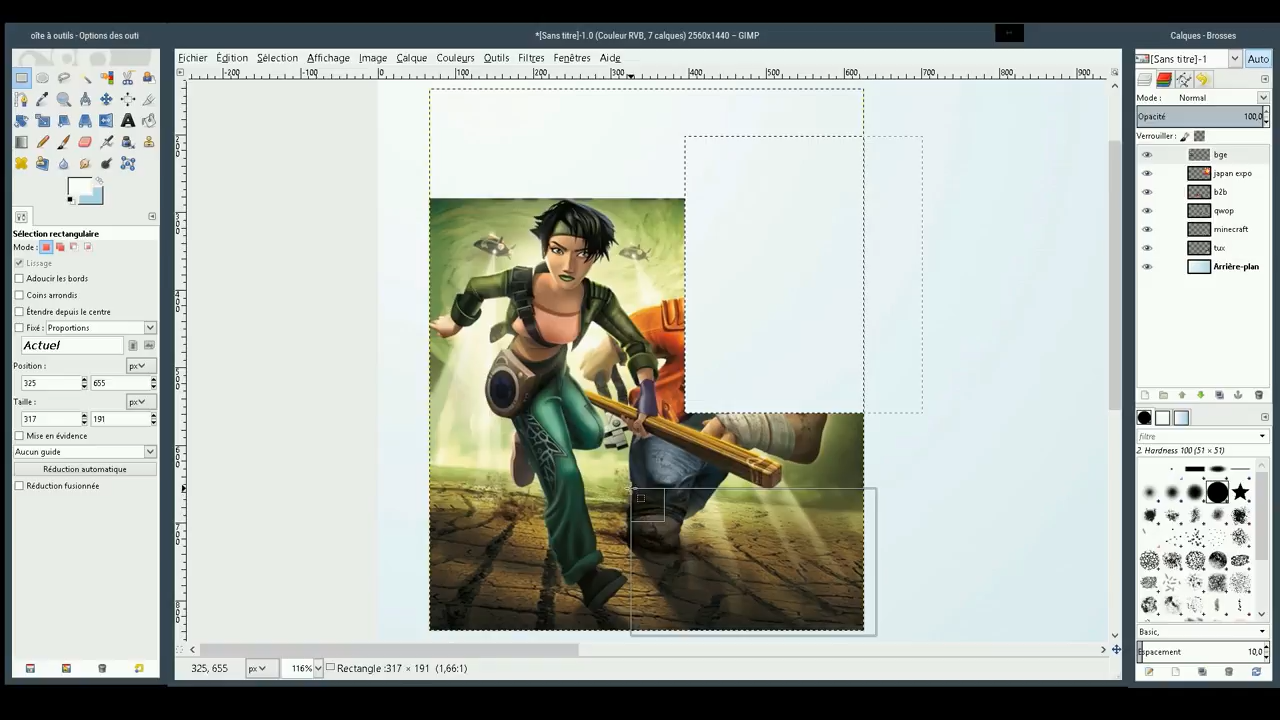 oîte à outils - Options des outi
*[Sans titre]-1.0 (Couleur RVB, 7 calques) 2560x1440 – GIMP
Calques - Brosses
Fichier Édition Sélection Affichage Image Calque Couleurs Outils Filtres Fenêtres Aide
[Sans titre]-1 Auto
-200 -100 0 100 200 300 400 500 600 700 800 900
Mode : Normal
Opacité 100,0
Verrouiller :
bge
japan expo
b2b
qwop
minecraft
tux
Arrière-plan
Sélection rectangulaire
Mode :
Lissage
Adoucir les bords
Coins arrondis
Étendre depuis le centre
Fixé : Proportions
Actuel
Position : px
325 655
Taille : px
317 191
Mise en évidence
Aucun guide
Réduction automatique
Réduction fusionnée
filtre
2. Hardness 100 (51 × 51)
Basic,
Espacement 10,0
325, 655 px 116% Rectangle :317 × 191 (1,66:1)